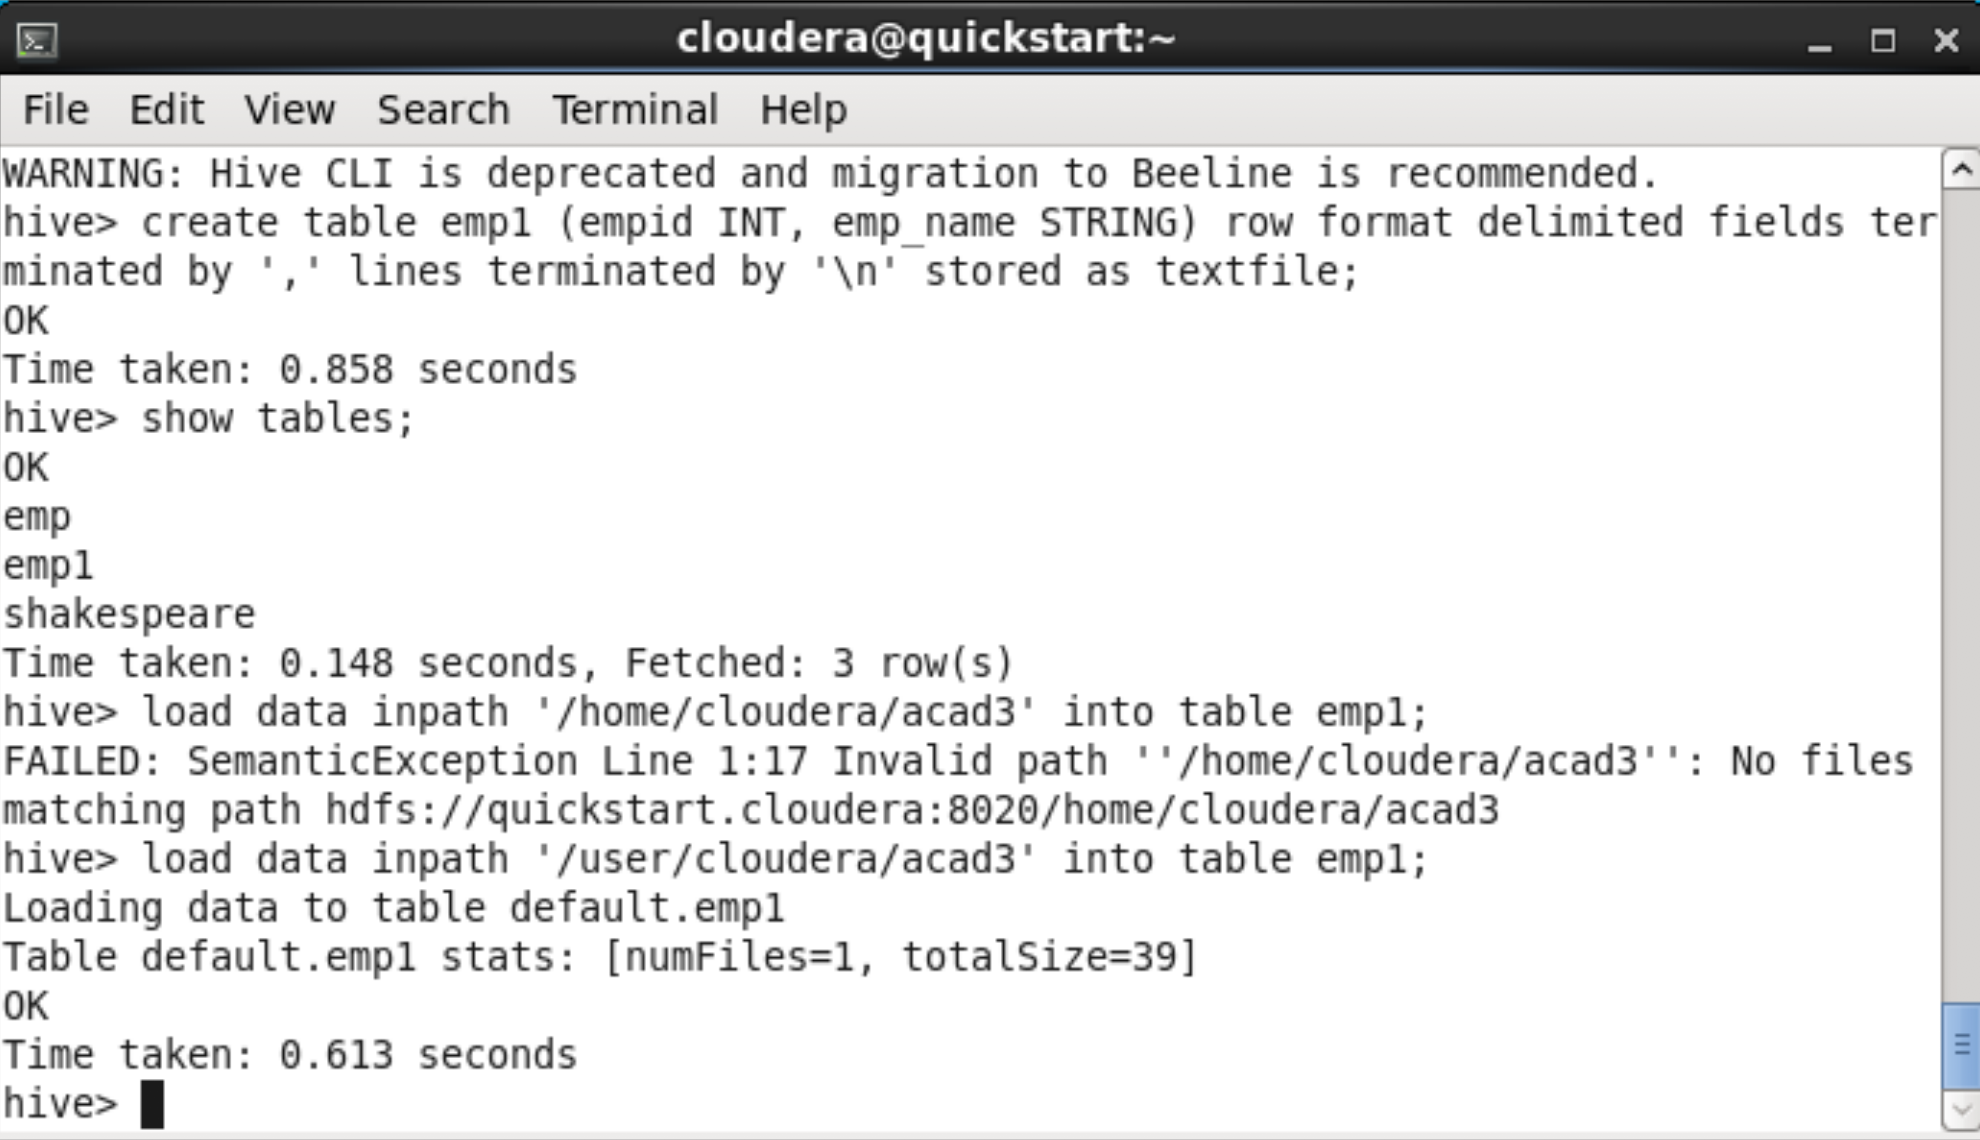 cloudera@quickstart:~
File Edit View Search Terminal Help
WARNING: Hive CLI is deprecated and migration to Beeline is recommended.
hive> create table emp1 (empid INT, emp_name STRING) row format delimited fields ter
minated by ',' lines terminated by '\n' stored as textfile;
OK
Time taken: 0.858 seconds
hive> show tables;
OK
emp
emp1
shakespeare
Time taken: 0.148 seconds, Fetched: 3 row(s)
hive> load data inpath '/home/cloudera/acad3' into table emp1;
FAILED: SemanticException Line 1:17 Invalid path ''/home/cloudera/acad3'': No files
matching path hdfs://quickstart.cloudera:8020/home/cloudera/acad3
hive> load data inpath '/user/cloudera/acad3' into table emp1;
Loading data to table default.emp1
Table default.emp1 stats: [numFiles=1, totalSize=39]
OK
Time taken: 0.613 seconds
hive>